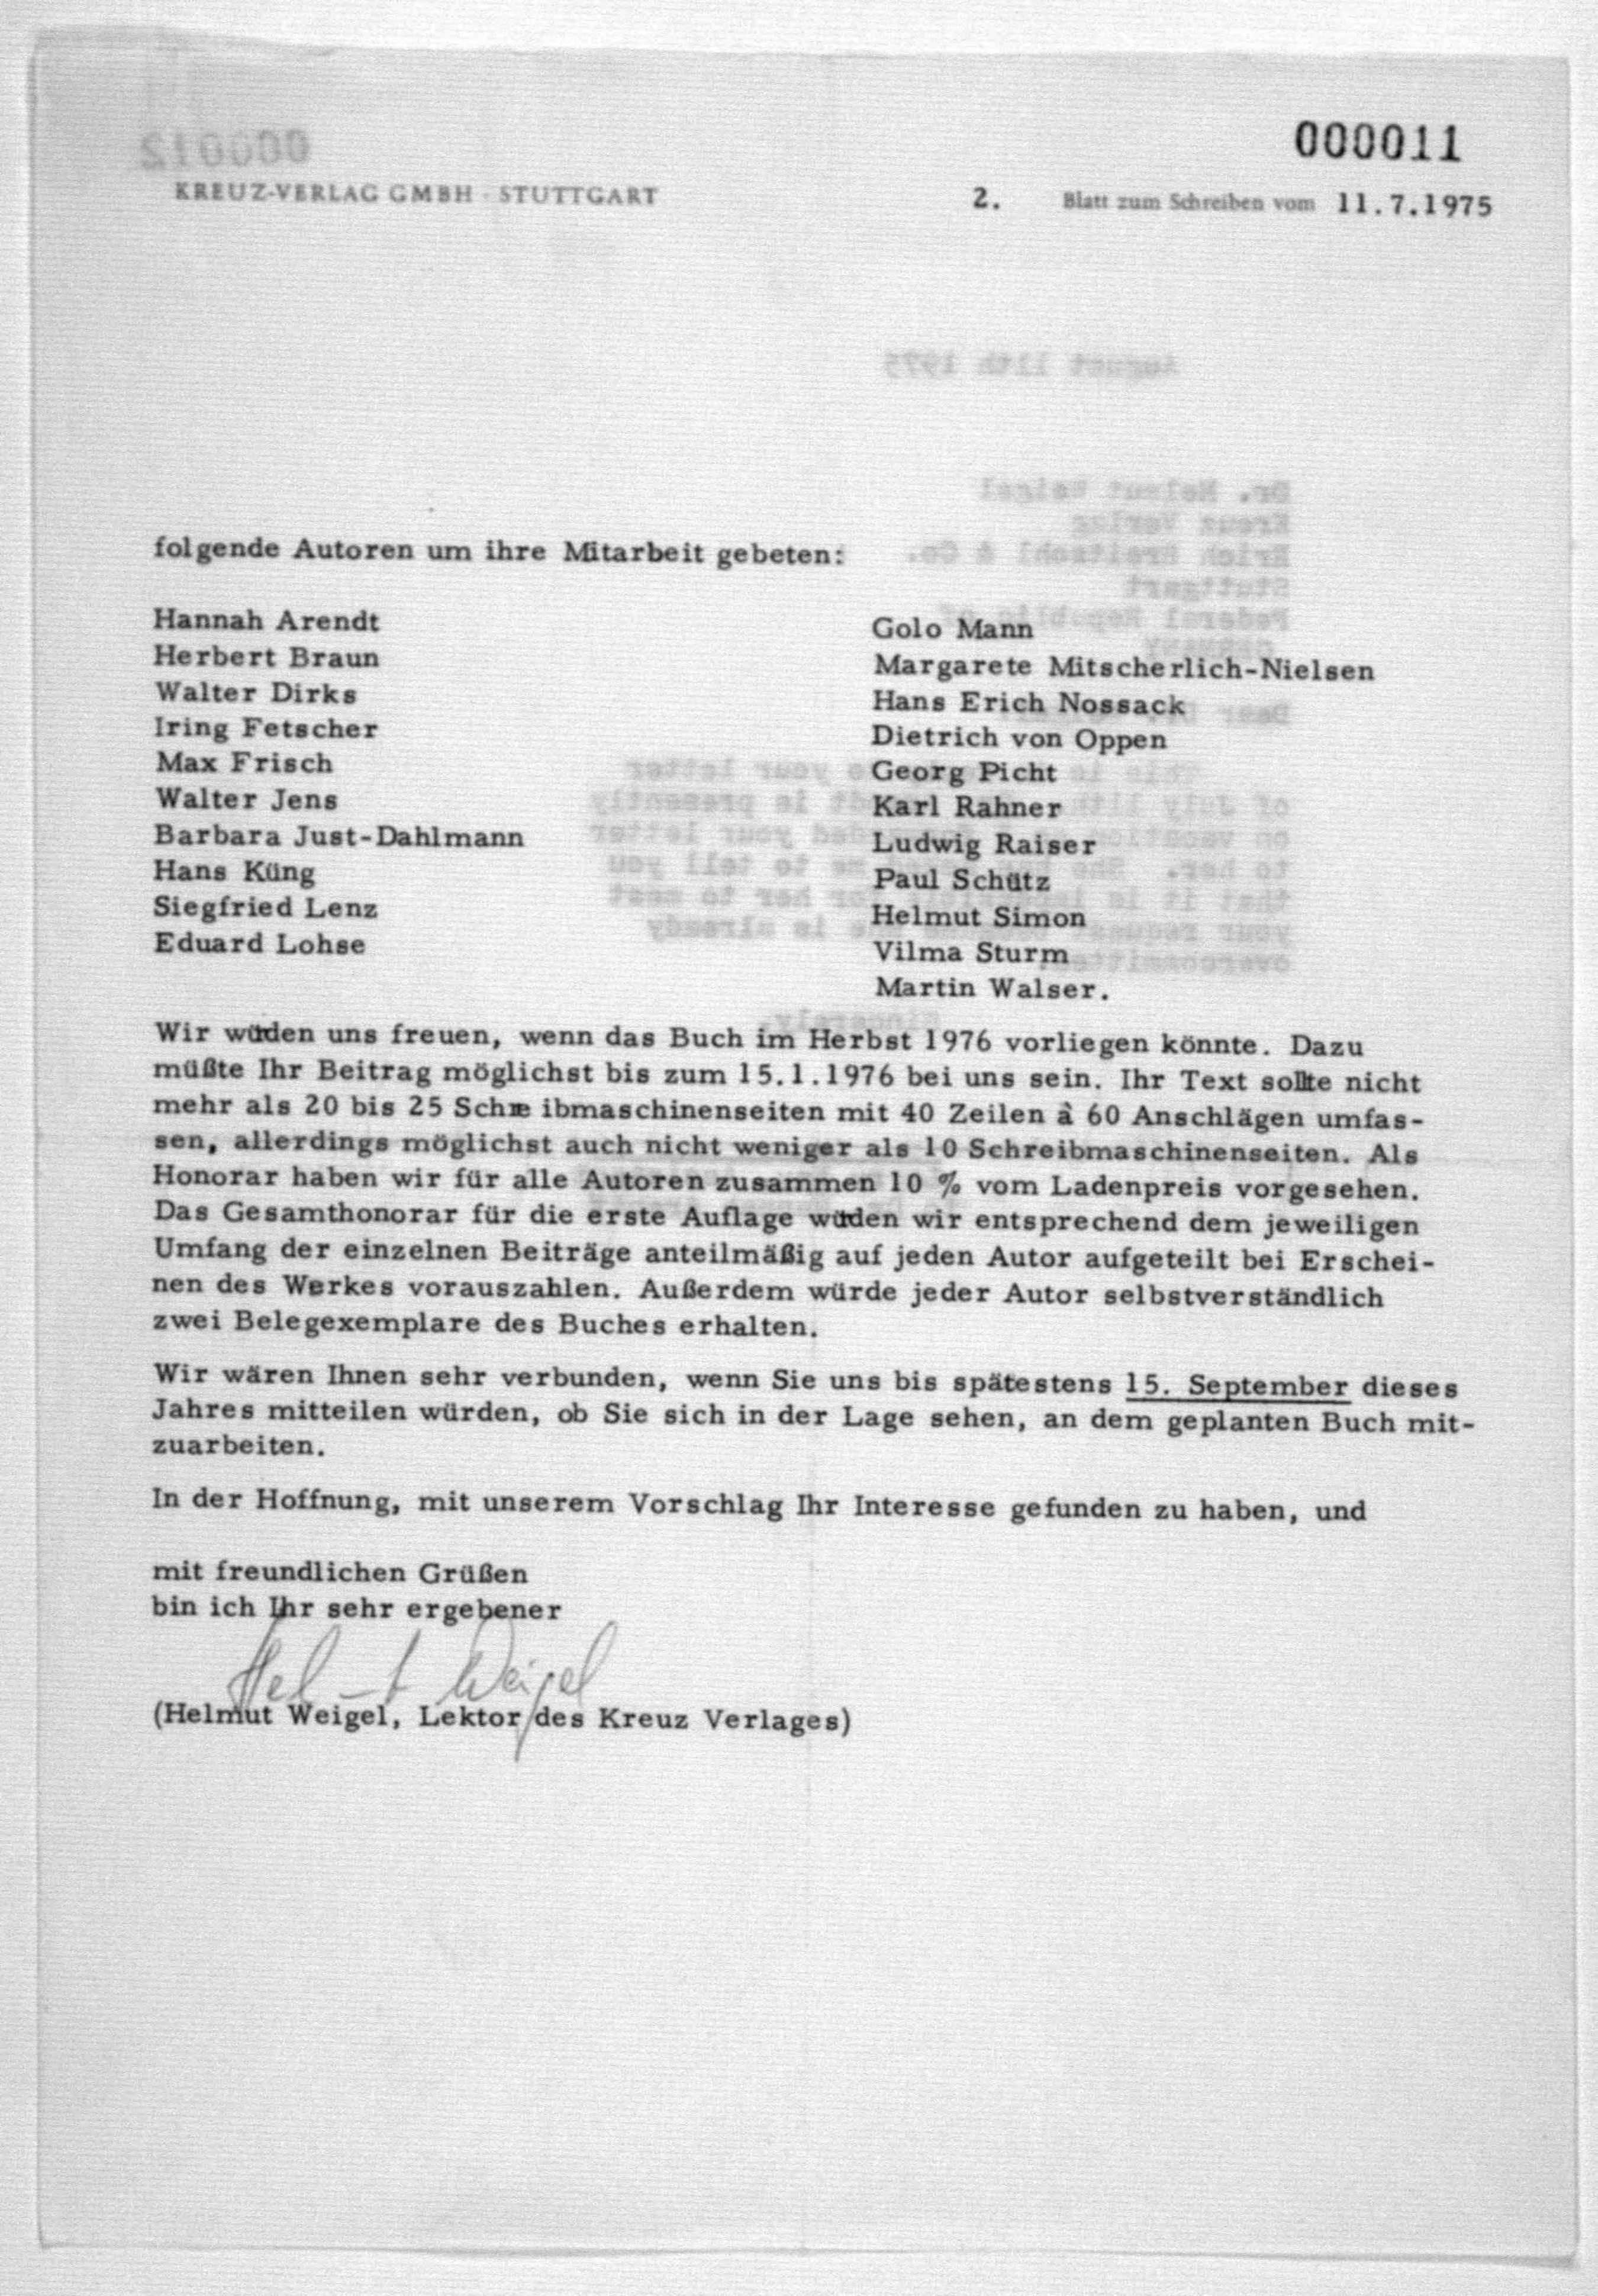 000011
KREUZ-VERLAG GMBH · STUTTGART
2. Blatt zum Schreiben vom 11.7.1975
folgende Autoren um ihre Mitarbeit gebeten:
Hannah Arendt
Herbert Braun
Walter Dirks
Iring Fetscher
Max Frisch
Walter Jens
Barbara Just-Dahlmann
Hans Küng
Siegfried Lenz
Eduard Lohse
Golo Mann
Margarete Mitscherlich-Nielsen
Hans Erich Nossack
Dietrich von Oppen
Georg Picht
Karl Rahner
Ludwig Raiser
Paul Schütz
Helmut Simon
Vilma Sturm
Martin Walser.
Wir würden uns freuen, wenn das Buch im Herbst 1976 vorliegen könnte. Dazu
müßte Ihr Beitrag möglichst bis zum 15.1.1976 bei uns sein. Ihr Text sollte nicht
mehr als 20 bis 25 Schreibmaschinenseiten mit 40 Zeilen à 60 Anschlägen umfas-
sen, allerdings möglichst auch nicht weniger als 10 Schreibmaschinenseiten. Als
Honorar haben wir für alle Autoren zusammen 10 % vom Ladenpreis vorgesehen.
Das Gesamthonorar für die erste Auflage würden wir entsprechend dem jeweiligen
Umfang der einzelnen Beiträge anteilmäßig auf jeden Autor aufgeteilt bei Erschei-
nen des Werkes vorauszahlen. Außerdem würde jeder Autor selbstverständlich
zwei Belegexemplare des Buches erhalten.
Wir wären Ihnen sehr verbunden, wenn Sie uns bis spätestens 15. September dieses
Jahres mitteilen würden, ob Sie sich in der Lage sehen, an dem geplanten Buch mit-
zuarbeiten.
In der Hoffnung, mit unserem Vorschlag Ihr Interesse gefunden zu haben, und
mit freundlichen Grüßen
bin ich Ihr sehr ergebener
Helmut Weigel
(Helmut Weigel, Lektor des Kreuz Verlages)